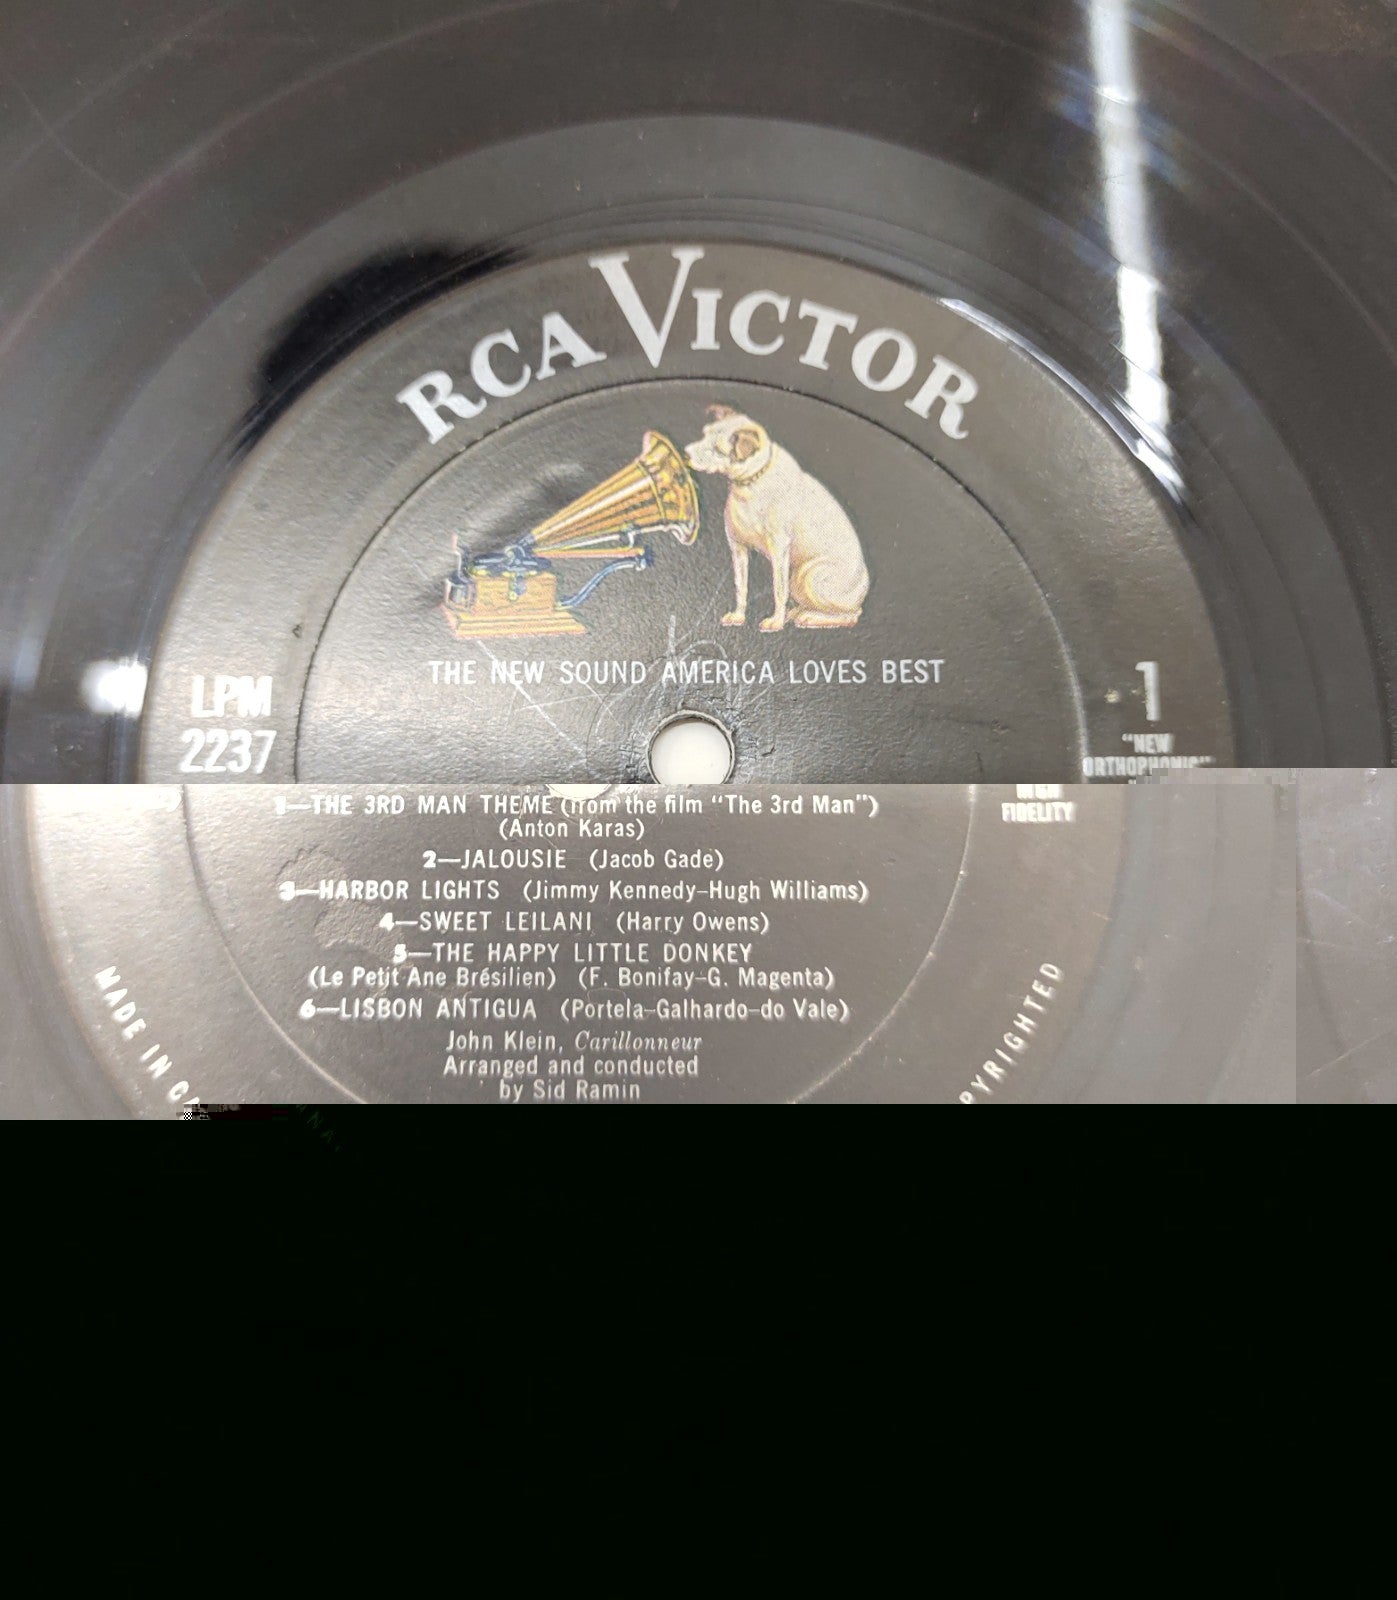 RCA VICTOR
THE NEW SOUND AMERICA LOVES BEST
LPM
2237
1
"NEW
ORTHOPHONIC"
HIGH
FIDELITY
1—THE 3RD MAN THEME (from the film "The 3rd Man")
(Anton Karas)
2—JALOUSIE (Jacob Gade)
3—HARBOR LIGHTS (Jimmy Kennedy-Hugh Williams)
4—SWEET LEILANI (Harry Owens)
5—THE HAPPY LITTLE DONKEY
(Le Petit Ane Brésilien) (F. Bonifay-G. Magenta)
6—LISBON ANTIGUA (Portela-Galhardo-do Vale)
John Klein, Carillonneur
Arranged and conducted
by Sid Ramin
MADE IN